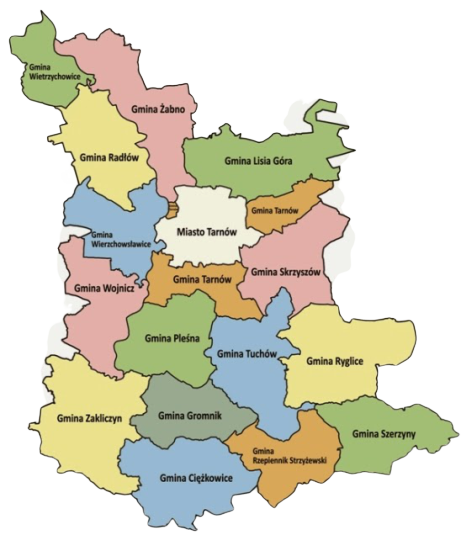 Gmina
Wietrzychowice
Gmina Żabno
Gmina Radłów
Gmina Lisia Góra
Gmina Tarnów
Miasto Tarnów
Gmina
Wierzchosławice
Gmina Skrzyszów
Gmina Tarnów
Gmina Wojnicz
Gmina Pleśna
Gmina Tuchów
Gmina Ryglice
Gmina Zakliczyn
Gmina Gromnik
Gmina Szerzyny
Gmina
Rzepiennik Strzyżewski
Gmina Ciężkowice